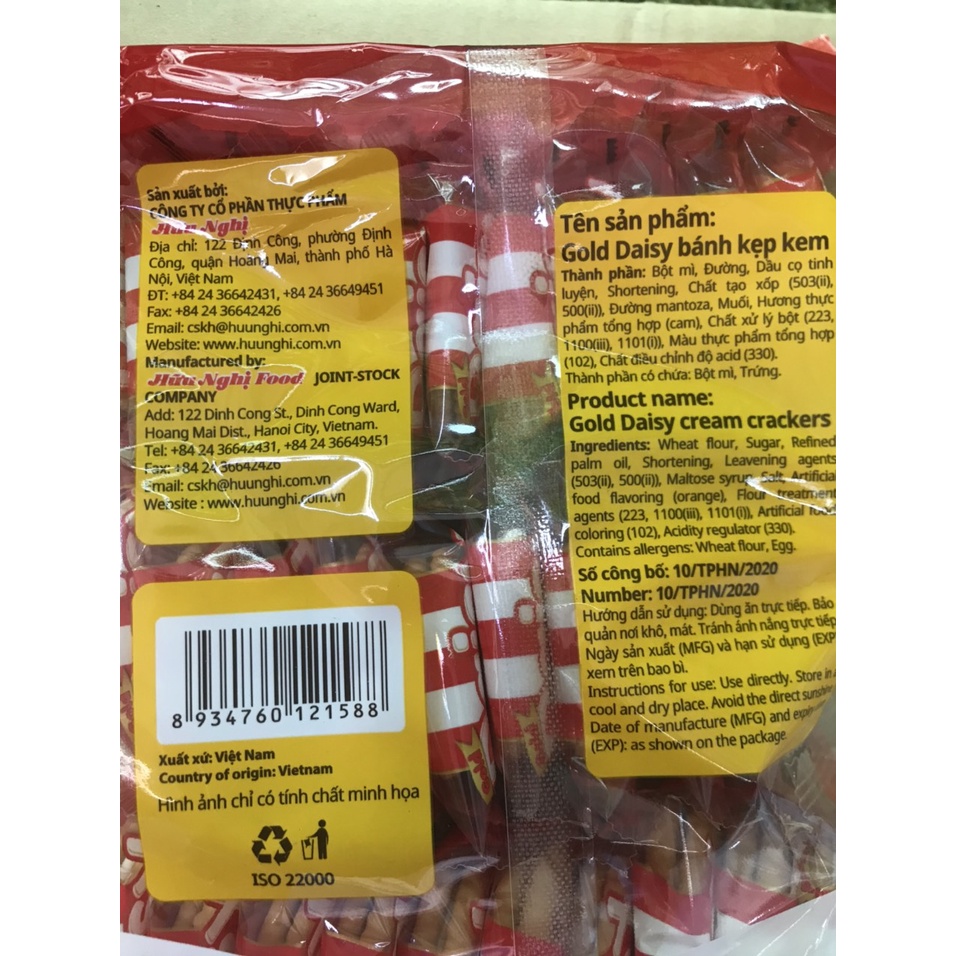 Sản xuất bởi:
CÔNG TY CỔ PHẦN THỰC PHẨM
Hữu Nghị
Địa chỉ: 122 Định Công, phường Định
Công, quận Hoàng Mai, thành phố Hà
Nội, Việt Nam
ĐT: +84 24 36642431, +84 24 36649451
Fax: +84 24 36642426
Email: cskh@huunghi.com.vn
Website: www.huunghi.com.vn
Manufactured by:
Hữu Nghị Food JOINT-STOCK
COMPANY
Add: 122 Dinh Cong St., Dinh Cong Ward,
Hoang Mai Dist., Hanoi City, Vietnam.
Tel: +84 24 36642431, +84 24 36649451
Fax: +84 24 36642426
Email: cskh@huunghi.com.vn
Website : www.huunghi.com.vn
8 934760 121588
Xuất xứ: Việt Nam
Country of origin: Vietnam
Hình ảnh chỉ có tính chất minh họa
ISO 22000
Tên sản phẩm:
Gold Daisy bánh kẹp kem
Thành phần: Bột mì, Đường, Dầu cọ tinh
luyện, Shortening, Chất tạo xốp (503(ii),
500(ii)), Đường mantoza, Muối, Hương thực
phẩm tổng hợp (cam), Chất xử lý bột (223,
1100(iii), 1101(i)), Màu thực phẩm tổng hợp
(102), Chất điều chỉnh độ acid (330).
Thành phần có chứa: Bột mì, Trứng.
Product name:
Gold Daisy cream crackers
Ingredients: Wheat flour, Sugar, Refined
palm oil, Shortening, Leavening agents
(503(ii), 500(ii)), Maltose syrup, Salt, Artificial
food flavoring (orange), Flour treatment
agents (223, 1100(iii), 1101(i)), Artificial food
coloring (102), Acidity regulator (330).
Contains allergens: Wheat flour, Egg.
Số công bố: 10/TPHN/2020
Number: 10/TPHN/2020
Hướng dẫn sử dụng: Dùng ăn trực tiếp. Bảo
quản nơi khô, mát. Tránh ánh nắng trực tiếp
Ngày sản xuất (MFG) và hạn sử dụng (EXP)
xem trên bao bì.
Instructions for use: Use directly. Store in
cool and dry place. Avoid the direct sunshine
Date of manufacture (MFG) and
(EXP): as shown on the package.